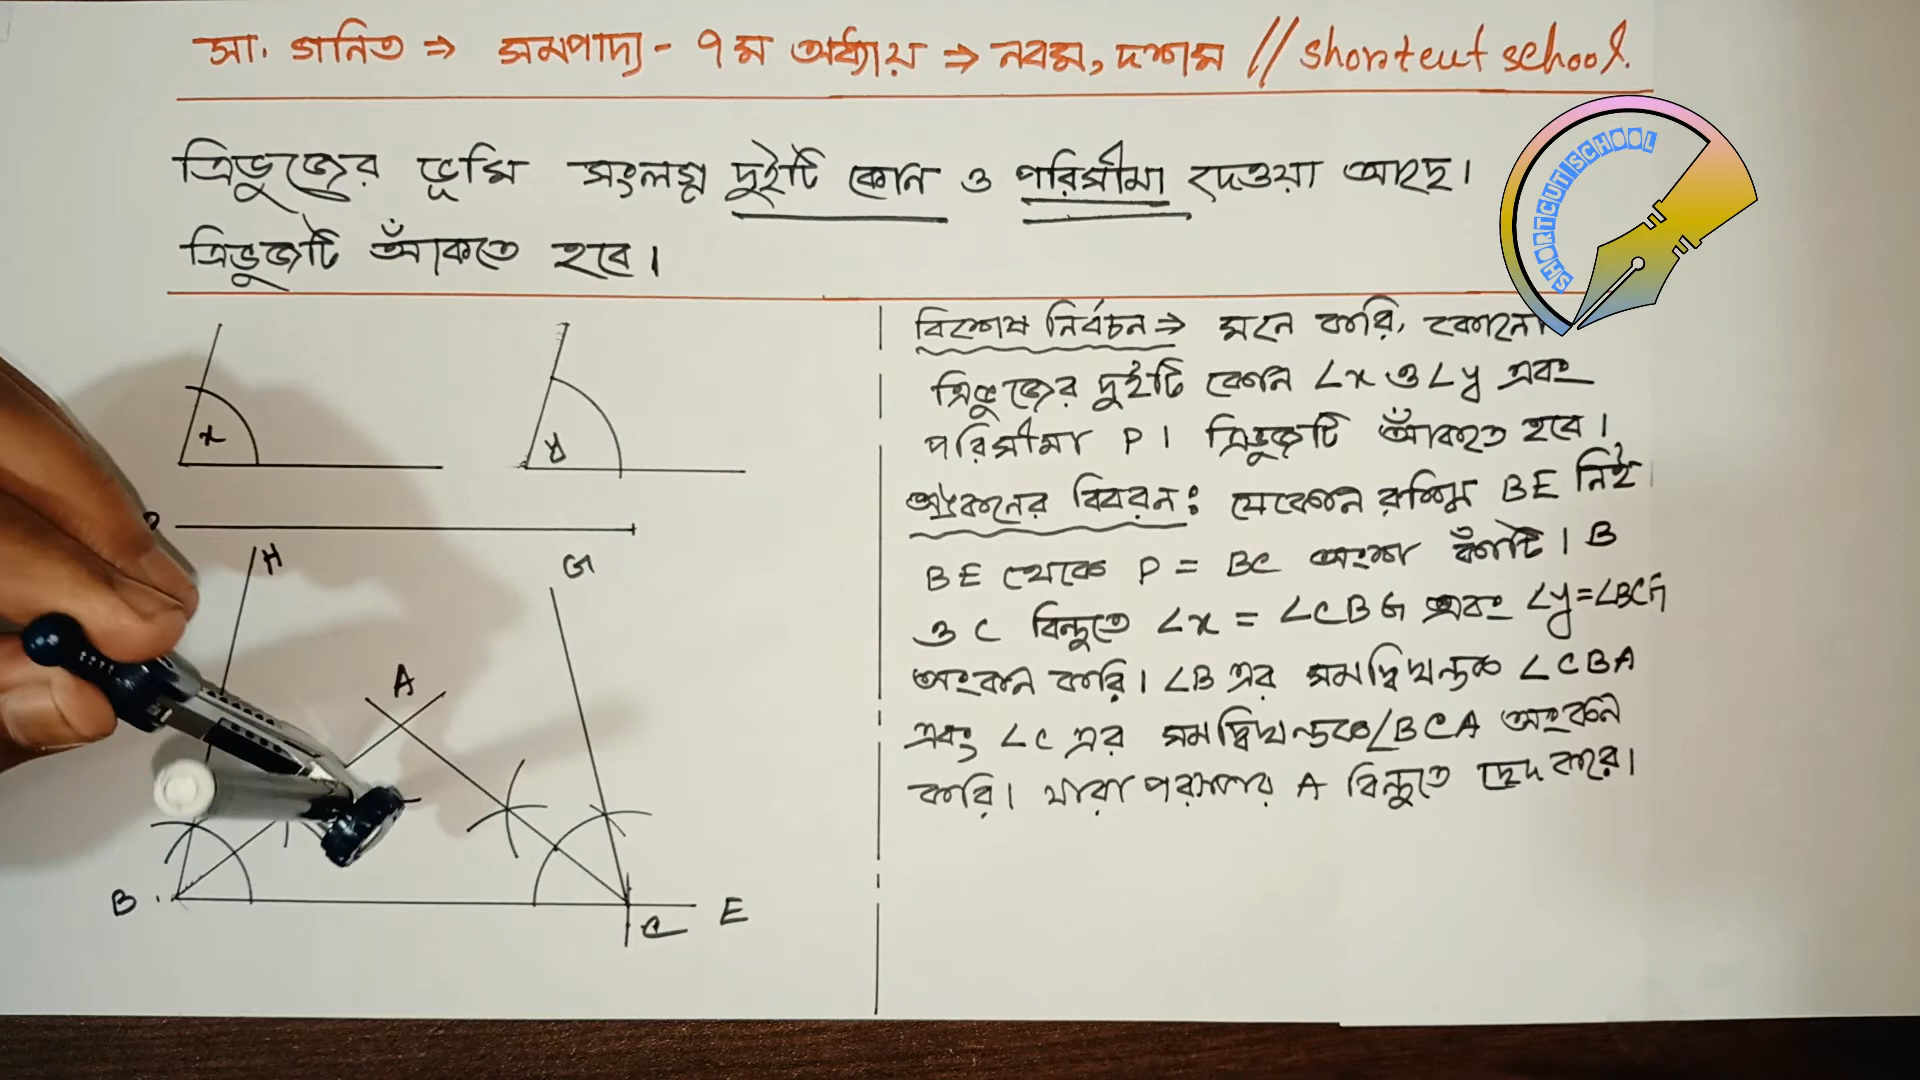 সা. গনিত ⇒ সমপাদ্য - ৭ম অধ্যায় ⇒ নবম, দশম // shortcut school.
SHORTCUT SCHOOL
ত্রিভুজের ভূমি সংলগ্ন দুইটি কোন ও পরিসীমা দেওয়া আছে।
ত্রিভুজটি আঁকতে হবে।
x
y
H
G
A
B
C
E
বিশেষ নির্বচন ⇒ মনে করি, কোনো
ত্রিভুজের দুইটি কোন ∠x ও ∠y এবং
পরিসীমা P। ত্রিভুজটি আঁকতে হবে।
অংকনের বিবরন: যেকোন রশ্মি BE নিই
BE থেকে P = BC অংশ কাটি। B
ও C বিন্দুতে ∠x = ∠CBG এবং ∠y=∠BCG
অংকন করি। ∠B এর সমদ্বিখন্ডক ∠CBA
এবং ∠C এর সমদ্বিখন্ডক ∠BCA অংকন
করি। যারা পরস্পর A বিন্দুতে ছেদ করে।